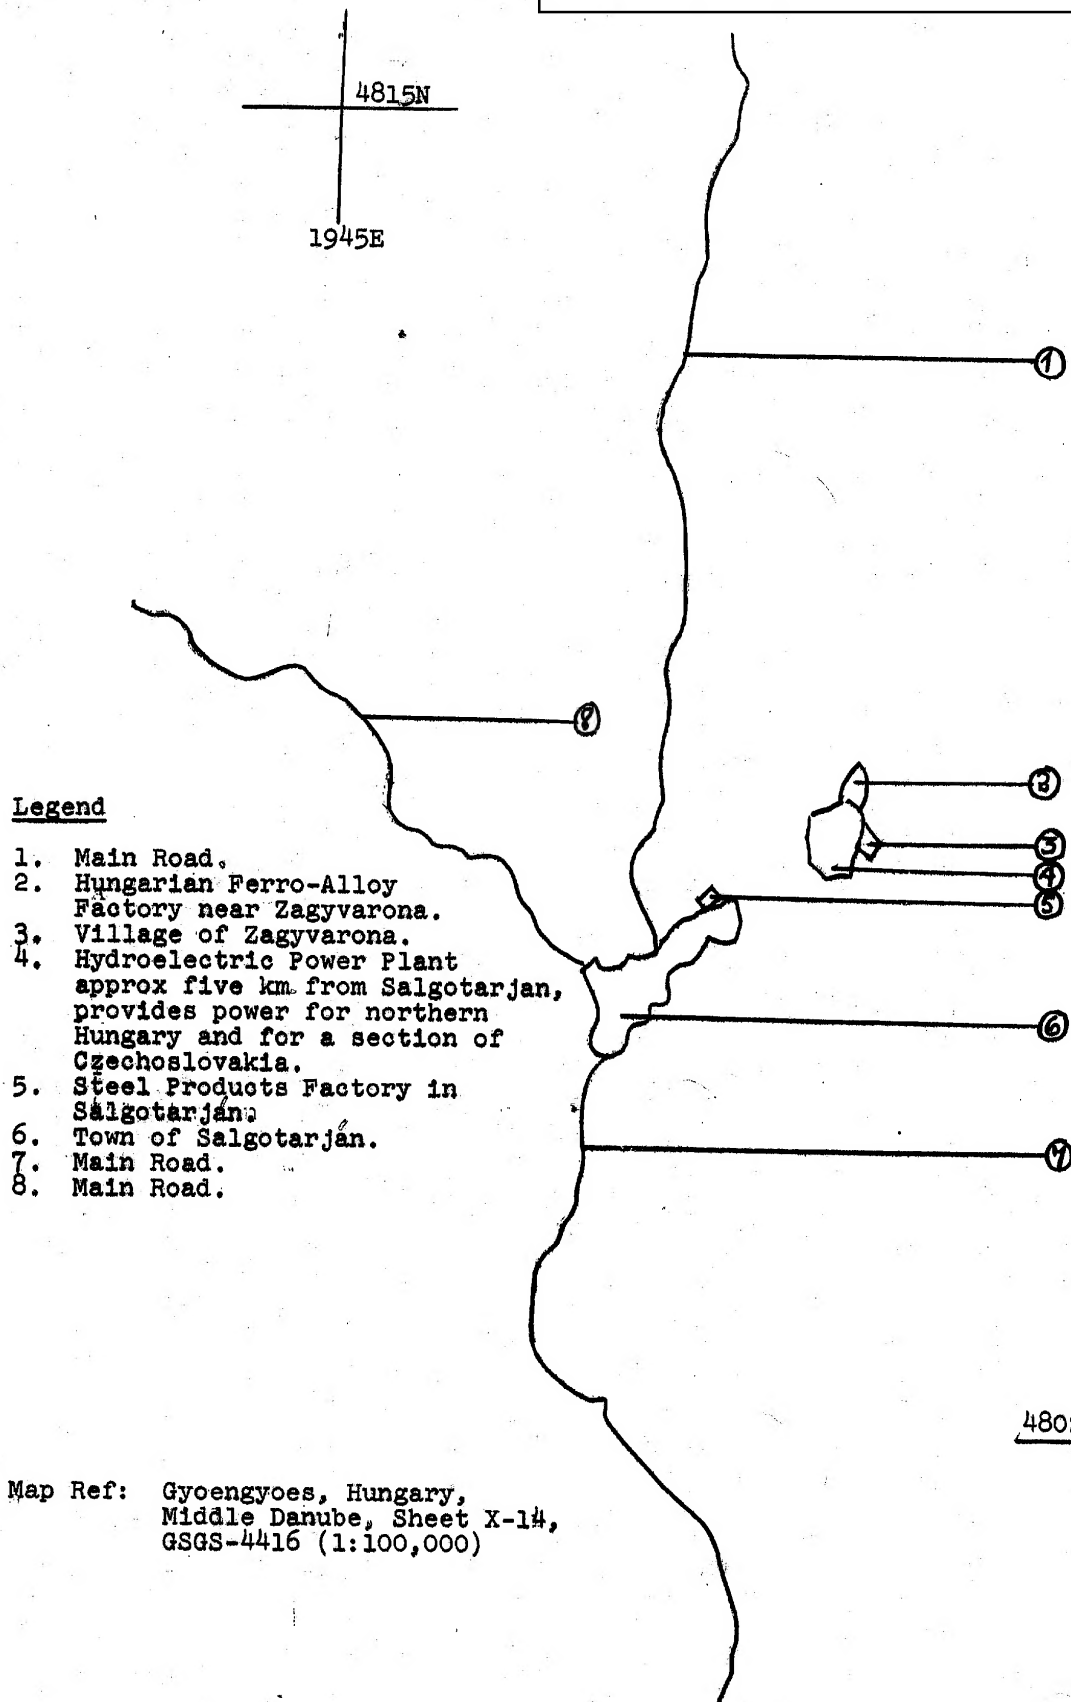 4815N
1945E
1
8
2
3
4
5
6
7
Legend
1. Main Road.
2. Hungarian Ferro-Alloy
Factory near Zagyvarona.
3. Village of Zagyvarona.
4. Hydroelectric Power Plant
approx five km from Salgotarjan,
provides power for northern
Hungary and for a section of
Czechoslovakia.
5. Steel Products Factory in
Salgotarján.
6. Town of Salgotarján.
7. Main Road.
8. Main Road.
Map Ref: Gyoengyoes, Hungary,
Middle Danube, Sheet X-14,
GSGS-4416 (1:100,000)